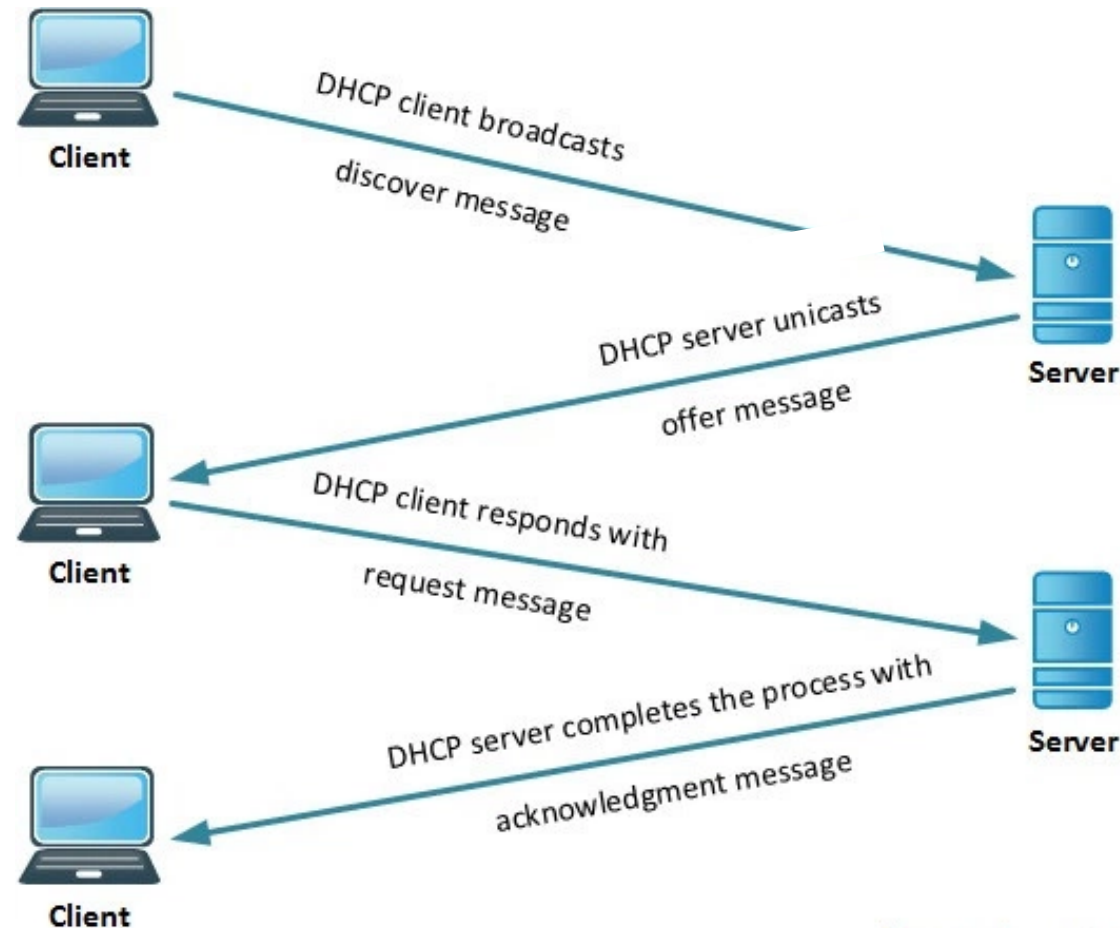 Client
DHCP client broadcasts
discover message
DHCP server unicasts
offer message
Server
Client
DHCP client responds with
request message
DHCP server completes the process with
acknowledgment message
Server
Client